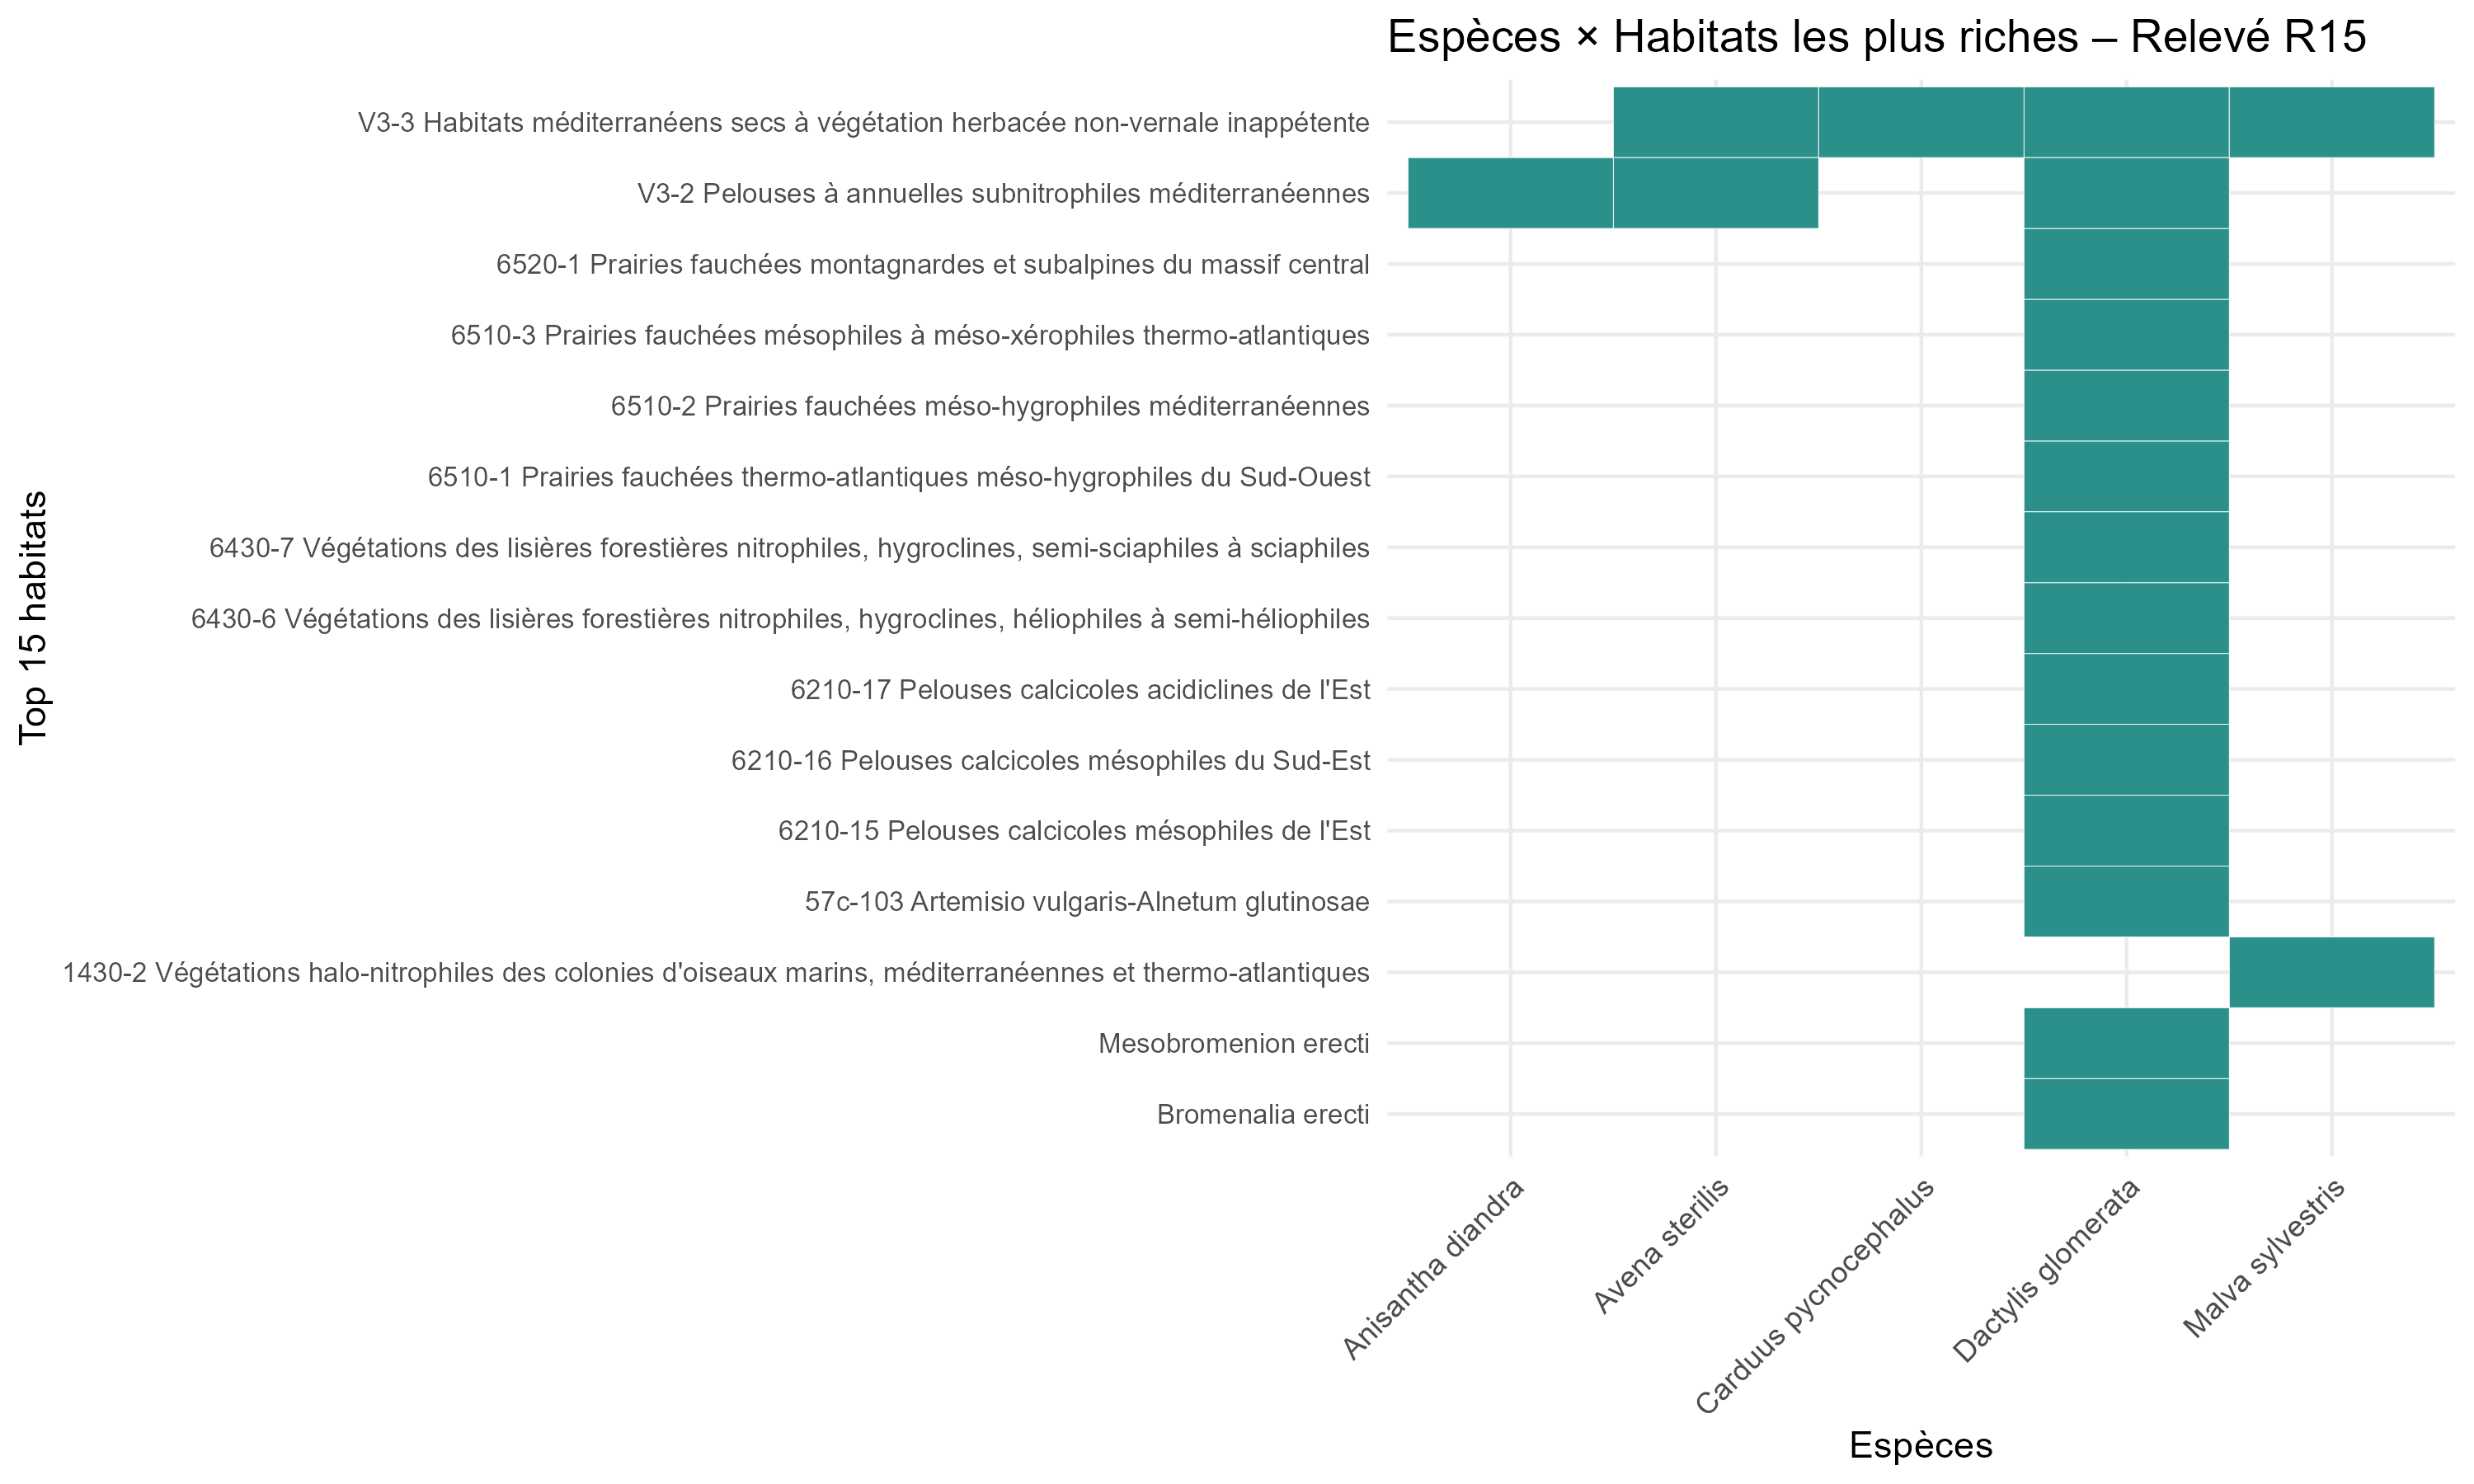 Espèces × Habitats les plus riches – Relevé R15
V3-3 Habitats méditerranéens secs à végétation herbacée non-vernale inappétente
V3-2 Pelouses à annuelles subnitrophiles méditerranéennes
6520-1 Prairies fauchées montagnardes et subalpines du massif central
6510-3 Prairies fauchées mésophiles à méso-xérophiles thermo-atlantiques
6510-2 Prairies fauchées méso-hygrophiles méditerranéennes
6510-1 Prairies fauchées thermo-atlantiques méso-hygrophiles du Sud-Ouest
6430-7 Végétations des lisières forestières nitrophiles, hygroclines, semi-sciaphiles à sciaphiles
6430-6 Végétations des lisières forestières nitrophiles, hygroclines, héliophiles à semi-héliophiles
6210-17 Pelouses calcicoles acidiclines de l'Est
6210-16 Pelouses calcicoles mésophiles du Sud-Est
6210-15 Pelouses calcicoles mésophiles de l'Est
57c-103 Artemisio vulgaris-Alnetum glutinosae
1430-2 Végétations halo-nitrophiles des colonies d'oiseaux marins, méditerranéennes et thermo-atlantiques
Mesobromenion erecti
Bromenalia erecti
Top 15 habitats
Anisantha diandra
Avena sterilis
Carduus pycnocephalus
Dactylis glomerata
Malva sylvestris
Espèces